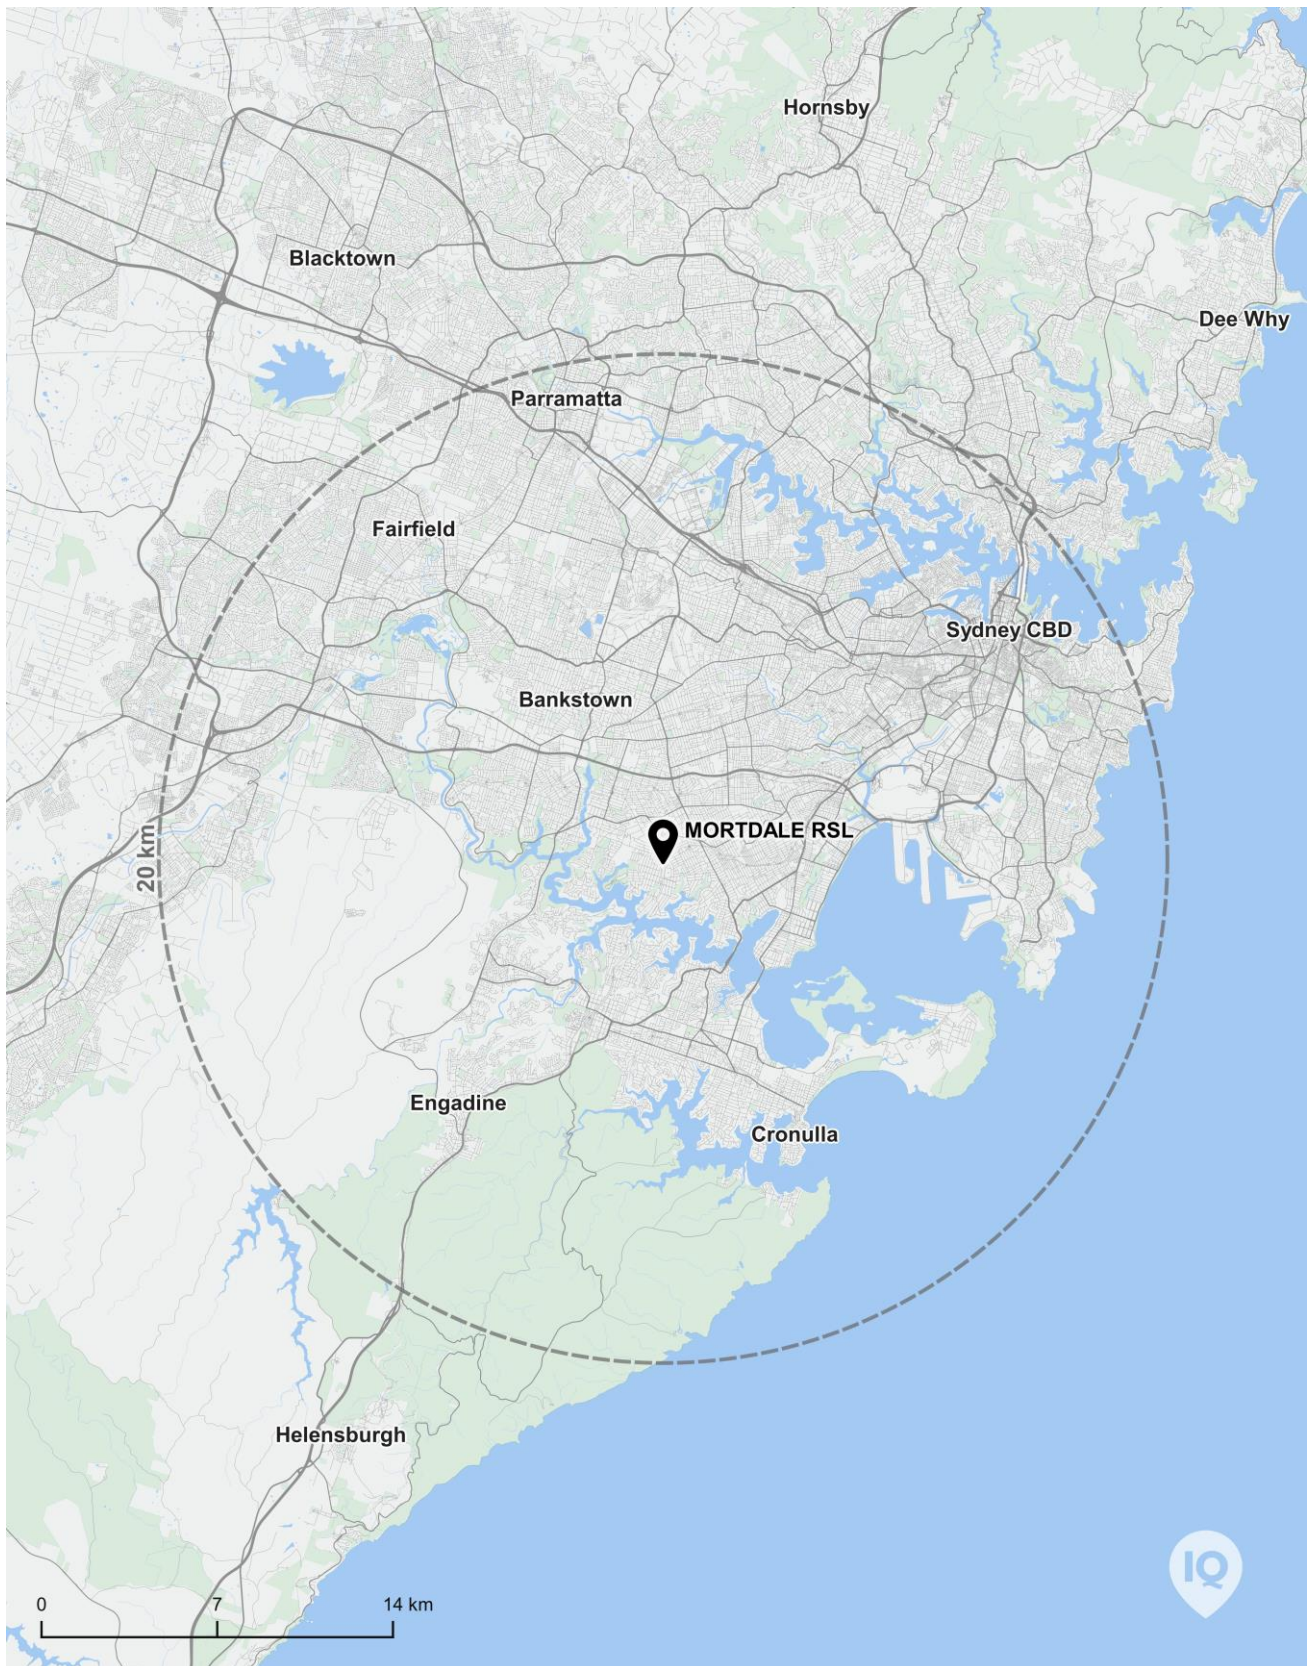 Hornsby
Blacktown
Dee Why
Parramatta
Fairfield
Sydney CBD
Bankstown
MORTDALE RSL
20 km
Engadine
Cronulla
Helensburgh
IQ
0 7 14 km